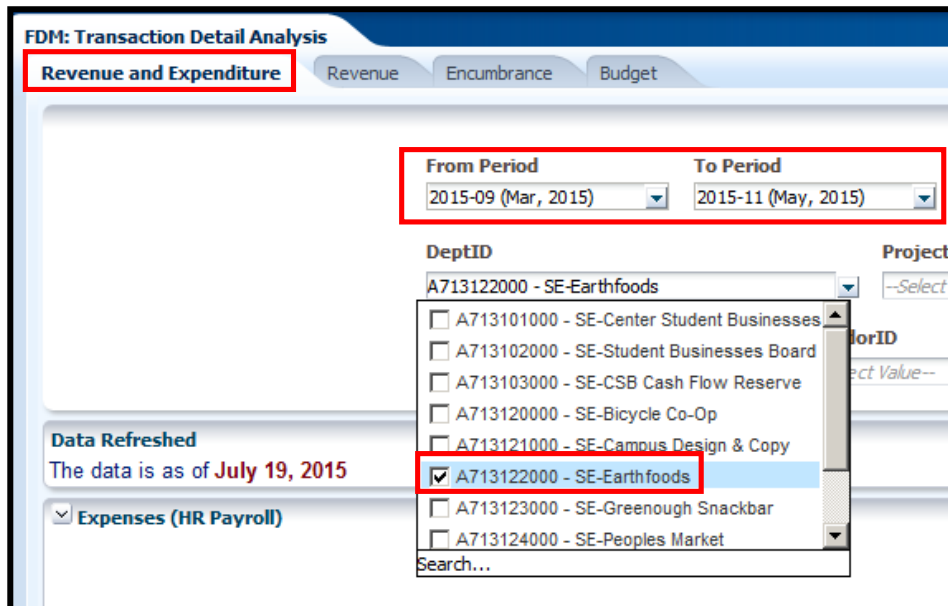 FDM: Transaction Detail Analysis
Revenue and Expenditure Revenue Encumbrance Budget
From Period To Period
2015-09 (Mar, 2015) 2015-11 (May, 2015)
DeptID Project
A713122000 - SE-Earthfoods --Select
A713101000 - SE-Center Student Businesses
dorID
A713102000 - SE-Student Businesses Board
ect Value--
A713103000 - SE-CSB Cash Flow Reserve
A713120000 - SE-Bicycle Co-Op
Data Refreshed
A713121000 - SE-Campus Design & Copy
The data is as of July 19, 2015
A713122000 - SE-Earthfoods
A713123000 - SE-Greenough Snackbar
Expenses (HR Payroll)
A713124000 - SE-Peoples Market
Search...